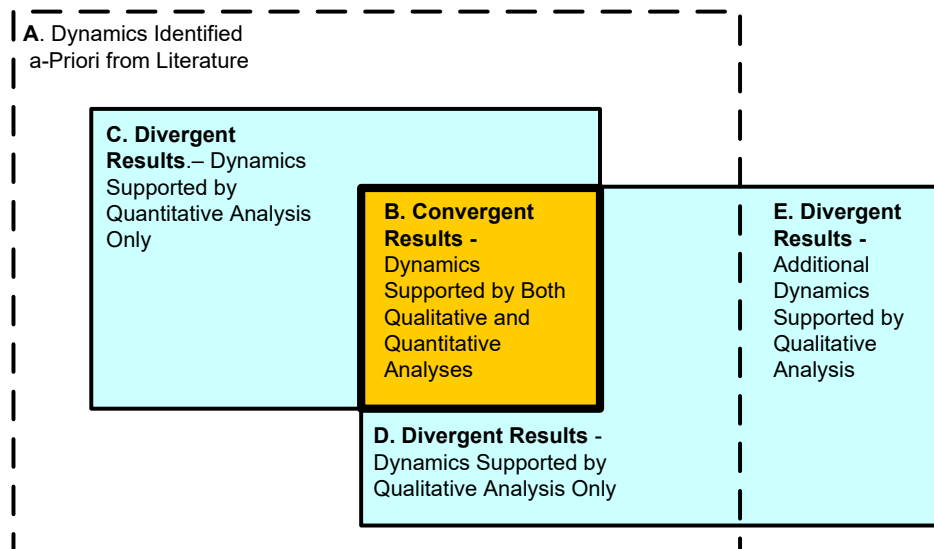 A. Dynamics Identified
a-Priori from Literature
C. Divergent
Results.– Dynamics
Supported by
Quantitative Analysis
Only
B. Convergent
Results -
Dynamics
Supported by Both
Qualitative and
Quantitative
Analyses
E. Divergent
Results -
Additional
Dynamics
Supported by
Qualitative
Analysis
D. Divergent Results -
Dynamics Supported by
Qualitative Analysis Only